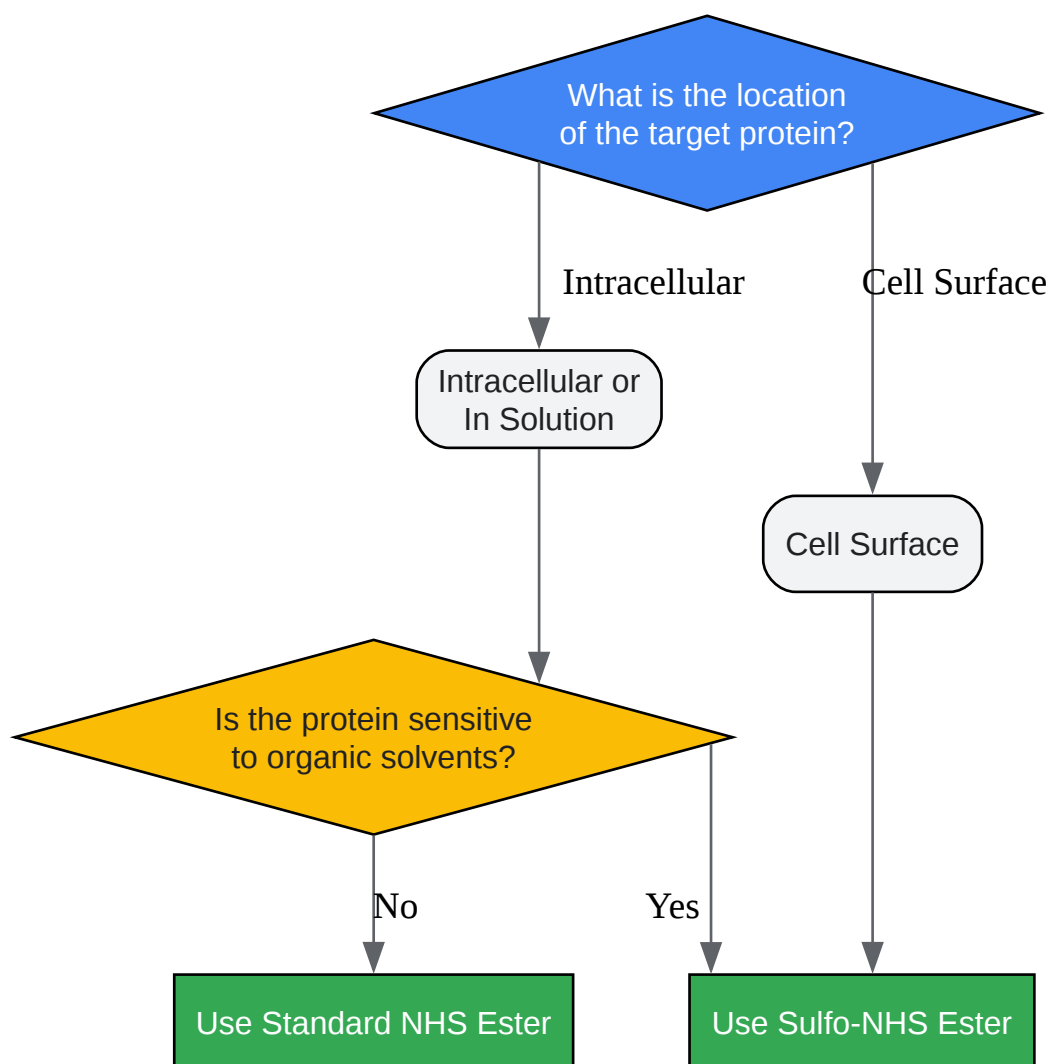 What is the location
of the target protein?
Intracellular
Cell Surface
Intracellular or
In Solution
Cell Surface
Is the protein sensitive
to organic solvents?
No
Yes
Use Standard NHS Ester
Use Sulfo-NHS Ester